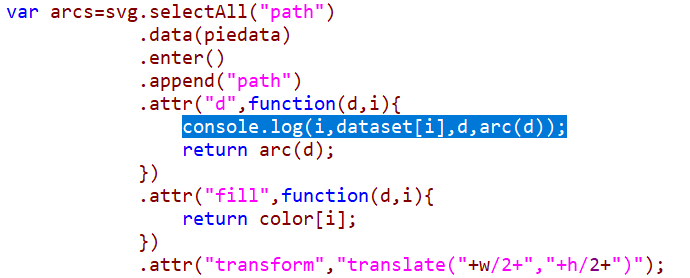 var arcs=svg.selectAll("path")
.data(piedata)
.enter()
.append("path")
.attr("d",function(d,i){
console.log(i,dataset[i],d,arc(d));
return arc(d);
})
.attr("fill",function(d,i){
return color[i];
})
.attr("transform","translate("+w/2+","+h/2+")");